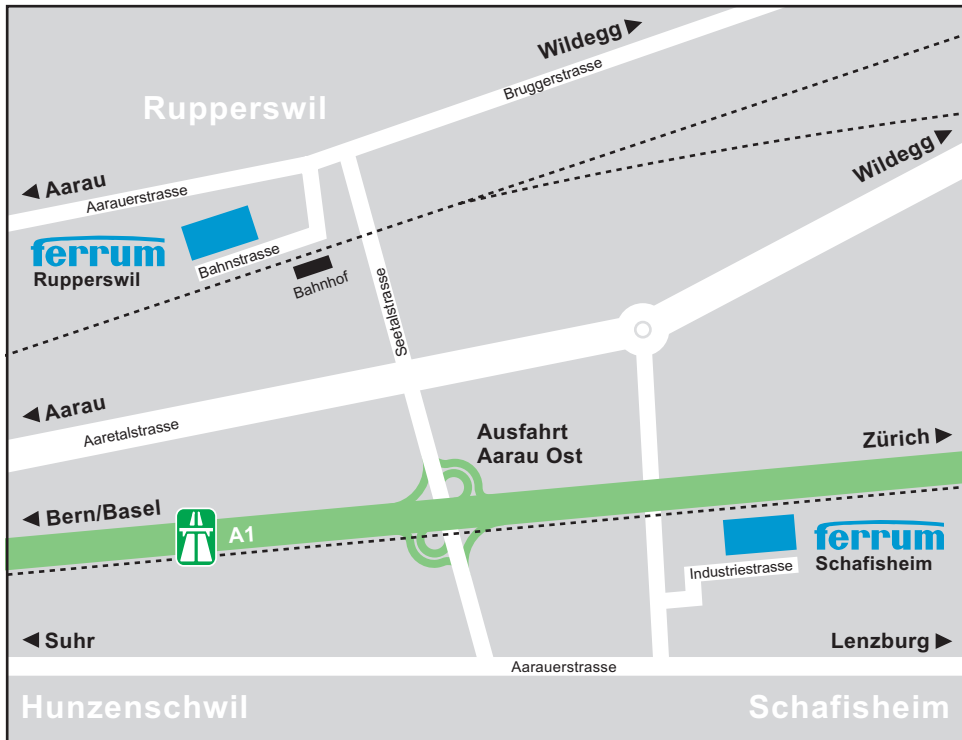 Wildegg
Bruggerstrasse
Rupperswil
Wildegg
Aarau
Aarauerstrasse
ferrum
Rupperswil
Bahnstrasse
Bahnhof
Seetalstrasse
Aarau
Aaretalstrasse
Ausfahrt
Aarau Ost
Zürich
Bern/Basel
A1
ferrum
Schafisheim
Industriestrasse
Suhr
Lenzburg
Aarauerstrasse
Hunzenschwil
Schafisheim